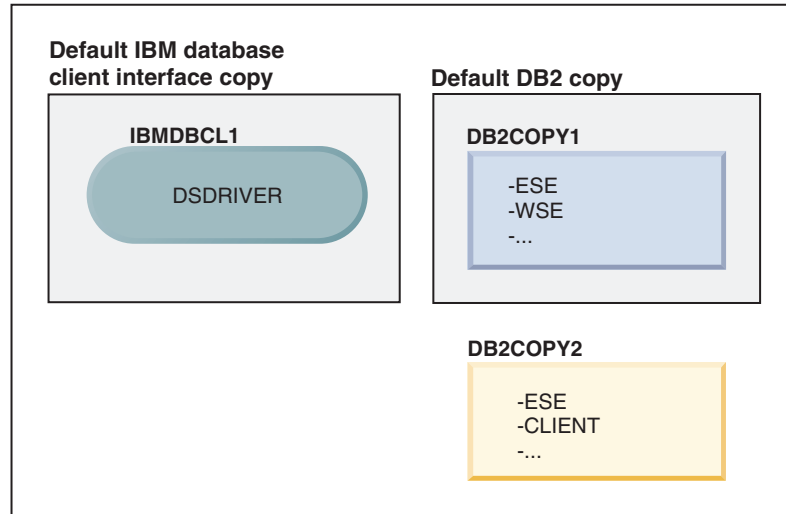 Default IBM database
client interface copy
IBMDBCL1
DSDRIVER
Default DB2 copy
DB2COPY1
-ESE
-WSE
-...
DB2COPY2
-ESE
-CLIENT
-...